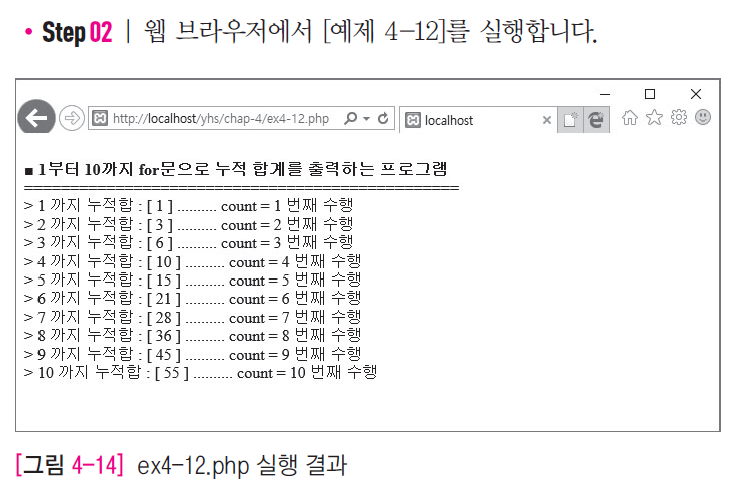 • Step 02 | 웹 브라우저에서 [예제 4-12]를 실행합니다.
http://localhost/yhs/chap-4/ex4-12.php
localhost
■ 1부터 10까지 for문으로 누적 합계를 출력하는 프로그램
================================================
> 1 까지 누적합 : [ 1 ] .......... count = 1 번째 수행
> 2 까지 누적합 : [ 3 ] .......... count = 2 번째 수행
> 3 까지 누적합 : [ 6 ] .......... count = 3 번째 수행
> 4 까지 누적합 : [ 10 ] .......... count = 4 번째 수행
> 5 까지 누적합 : [ 15 ] .......... count = 5 번째 수행
> 6 까지 누적합 : [ 21 ] .......... count = 6 번째 수행
> 7 까지 누적합 : [ 28 ] .......... count = 7 번째 수행
> 8 까지 누적합 : [ 36 ] .......... count = 8 번째 수행
> 9 까지 누적합 : [ 45 ] .......... count = 9 번째 수행
> 10 까지 누적합 : [ 55 ] .......... count = 10 번째 수행
[그림 4-14] ex4-12.php 실행 결과